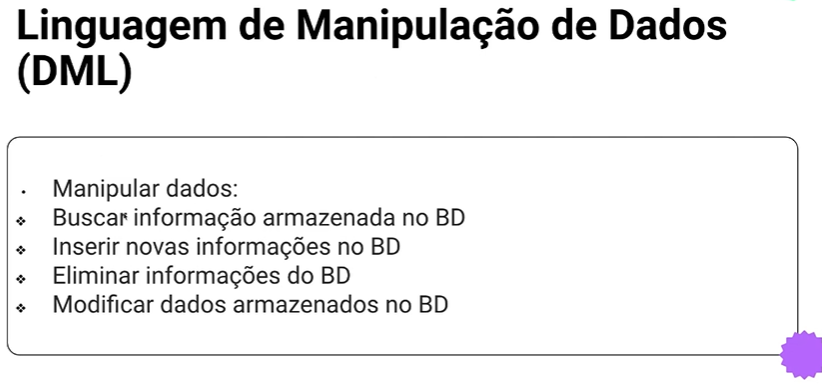 Linguagem de Manipulação de Dados
(DML)
• Manipular dados:
❖ Buscar informação armazenada no BD
❖ Inserir novas informações no BD
❖ Eliminar informações do BD
❖ Modificar dados armazenados no BD